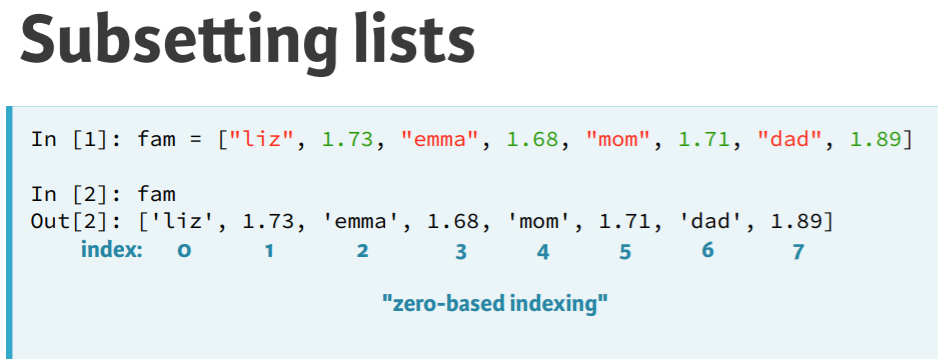 Subsetting lists
In [1]: fam = ["liz", 1.73, "emma", 1.68, "mom", 1.71, "dad", 1.89]
In [2]: fam
Out[2]: ['liz', 1.73, 'emma', 1.68, 'mom', 1.71, 'dad', 1.89]
index: 0 1 2 3 4 5 6 7
"zero-based indexing"